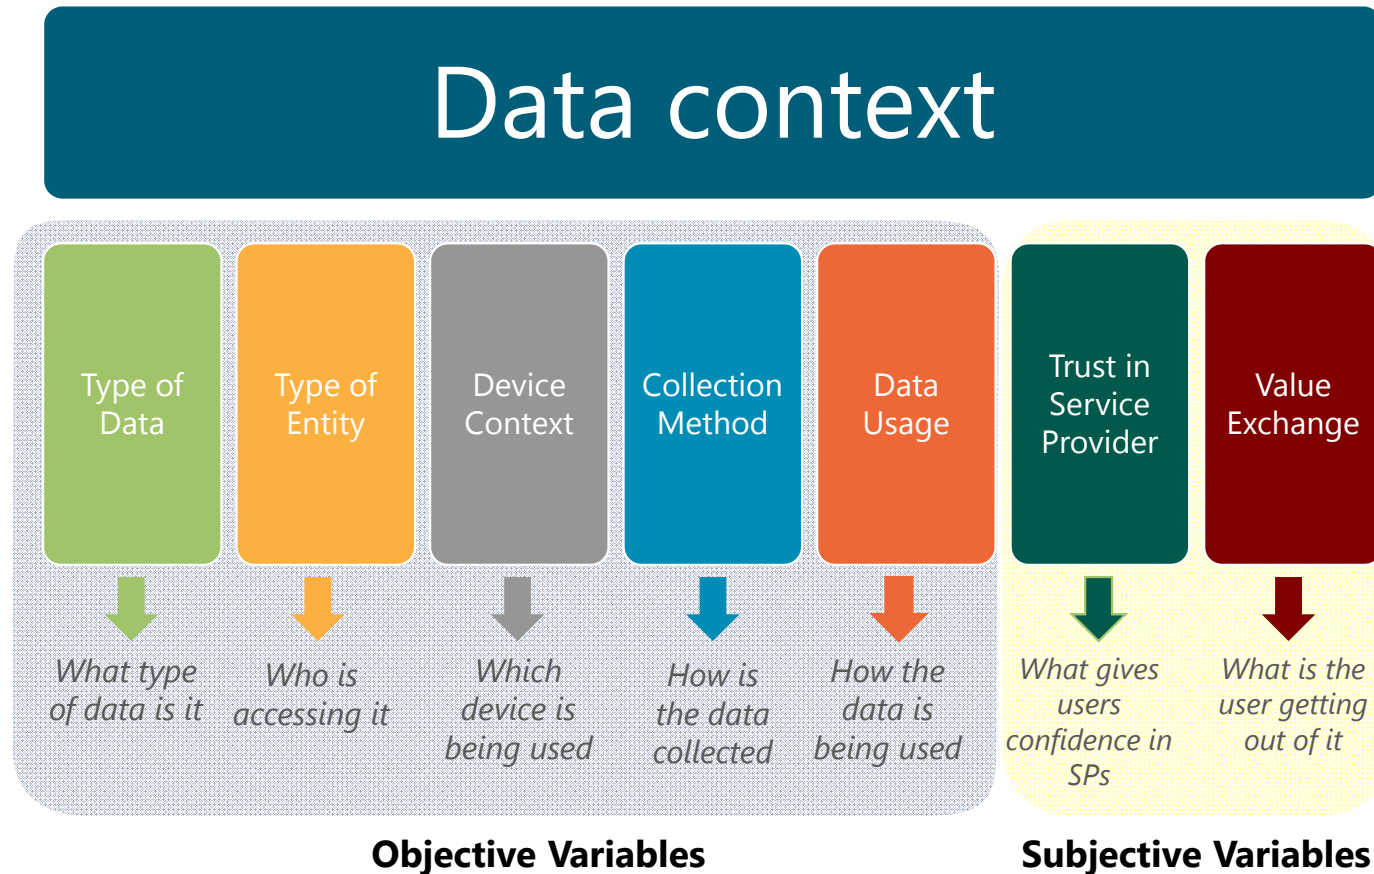 Data context
Type of
Data
Type of
Entity
Device
Context
Collection
Method
Data
Usage
Trust in
Service
Provider
Value
Exchange
What type
of data is it
Who is
accessing it
Which
device is
being used
How is
the data
collected
How the
data is
being used
What gives
users
confidence in
SPs
What is the
user getting
out of it
Objective Variables
Subjective Variables